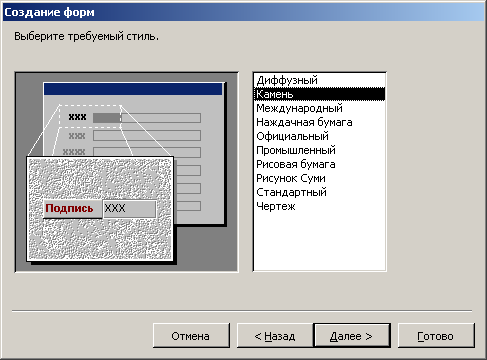 Создание форм
Выберите требуемый стиль.
xxx
xxx
xxxx
Подпись XXX
Диффузный
Камень
Международный
Наждачная бумага
Официальный
Промышленный
Рисовая бумага
Рисунок Суми
Стандартный
Чертеж
Отмена < Назад Далее > Готово